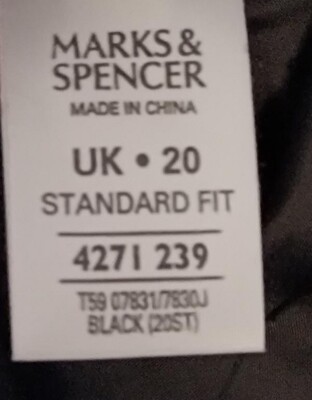 MARKS &
SPENCER
MADE IN CHINA
UK • 20
STANDARD FIT
4271 239
T59 07831/7830J
BLACK (20ST)